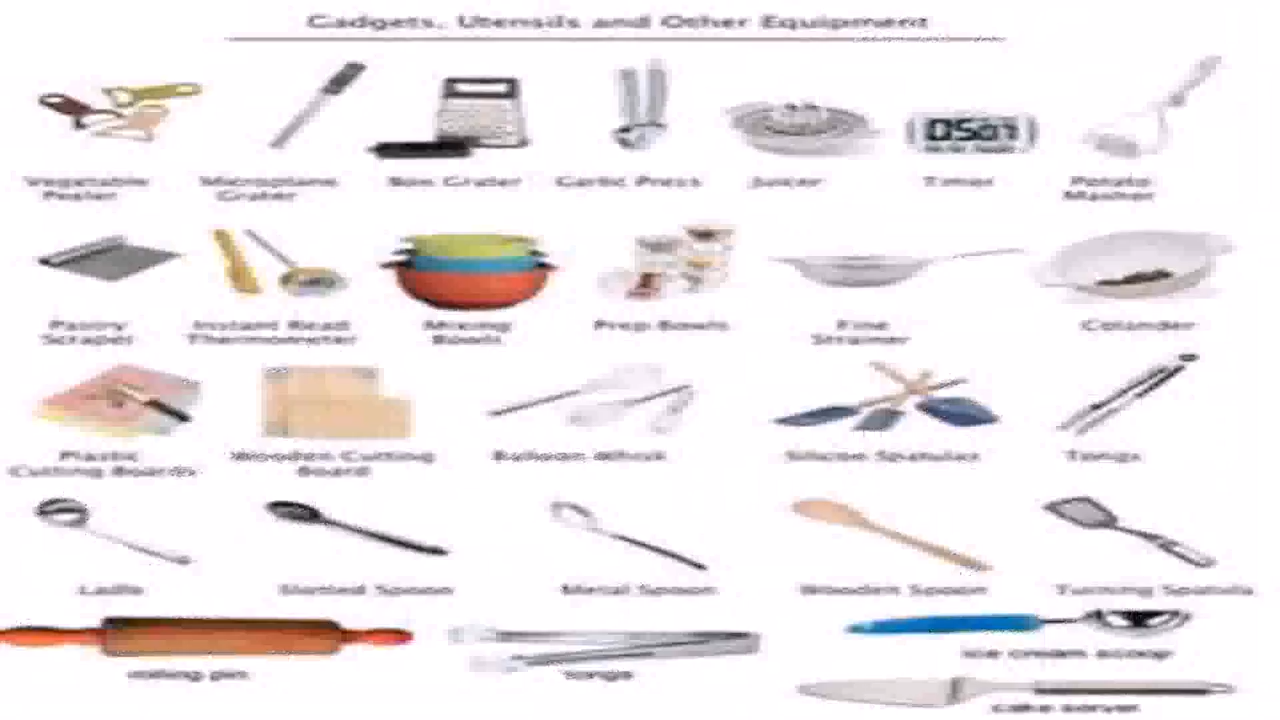 Gadgets, Utensils and Other Equipment
Vegetable Peeler
Microplane Grater
Box Grater
Garlic Press
Juicer
Timer
Potato Masher
Pastry Scraper
Instant Read Thermometer
Mixing Bowls
Prep Bowls
Fine Strainer
Colander
Plastic Cutting Boards
Wooden Cutting Board
Balloon Whisk
Silicon Spatulas
Tongs
Ladle
Slotted Spoon
Metal Spoon
Wooden Spoon
Turning Spatula
rolling pin
tongs
ice cream scoop
cake server